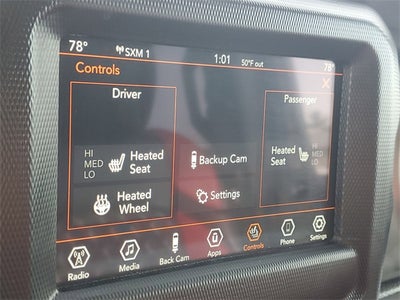 78° SXM 1 1:01 50°F out 78°
Controls X
Driver
Passenger
HI
MED
LO
Heated
Seat
Heated
Wheel
Backup Cam
Settings
Heated
Seat
HI
MED
LO
Radio Media Back Cam Apps Controls Phone Settings